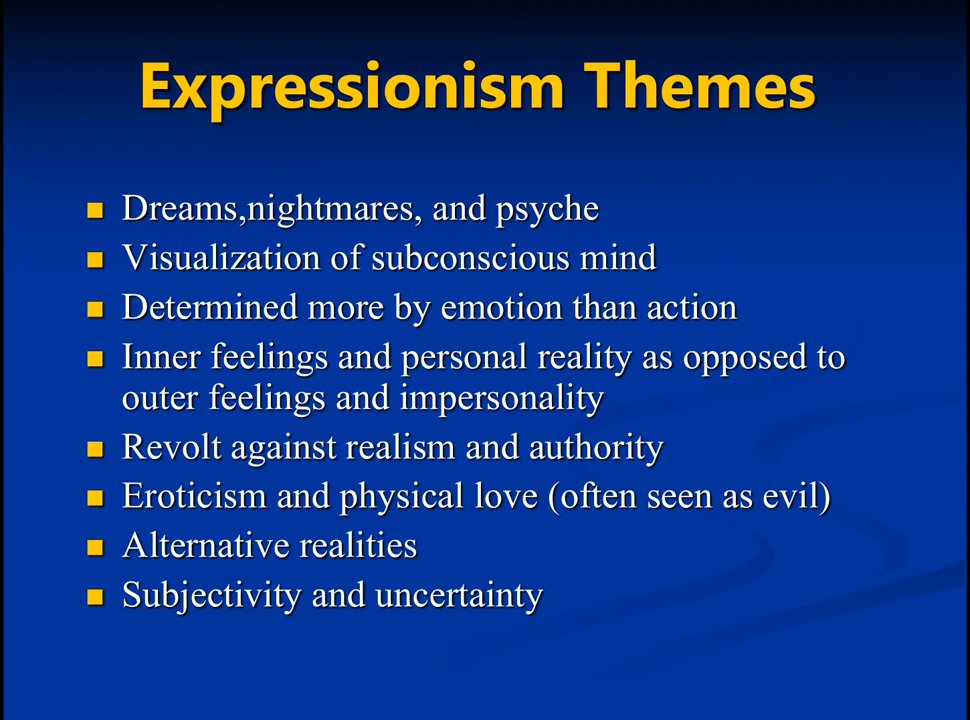 Expressionism Themes
Dreams,nightmares, and psyche
Visualization of subconscious mind
Determined more by emotion than action
Inner feelings and personal reality as opposed to
outer feelings and impersonality
Revolt against realism and authority
Eroticism and physical love (often seen as evil)
Alternative realities
Subjectivity and uncertainty